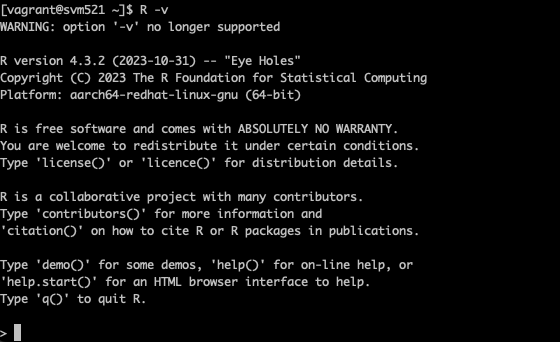 [vagrant@svm521 ~]$ R -v
WARNING: option '-v' no longer supported
R version 4.3.2 (2023-10-31) -- "Eye Holes"
Copyright (C) 2023 The R Foundation for Statistical Computing
Platform: aarch64-redhat-linux-gnu (64-bit)
R is free software and comes with ABSOLUTELY NO WARRANTY.
You are welcome to redistribute it under certain conditions.
Type 'license()' or 'licence()' for distribution details.
R is a collaborative project with many contributors.
Type 'contributors()' for more information and
'citation()' on how to cite R or R packages in publications.
Type 'demo()' for some demos, 'help()' for on-line help, or
'help.start()' for an HTML browser interface to help.
Type 'q()' to quit R.
>